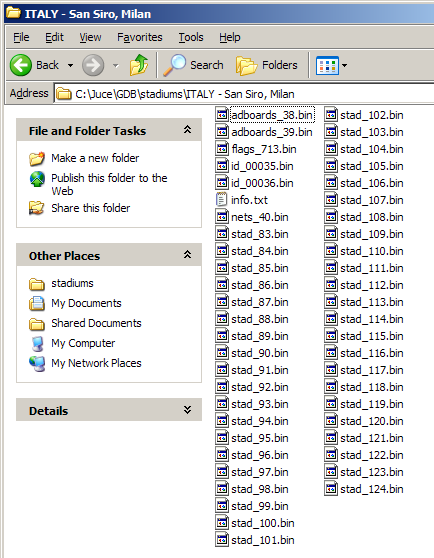 ITALY - San Siro, Milan
File Edit View Favorites Tools Help
Back Search Folders
Address C:\Juce\GDB\stadiums\ITALY - San Siro, Milan
File and Folder Tasks
Make a new folder
Publish this folder to the
Web
Share this folder
Other Places
stadiums
My Documents
Shared Documents
My Computer
My Network Places
Details
adboards_38.bin
adboards_39.bin
flags_713.bin
id_00035.bin
id_00036.bin
info.txt
nets_40.bin
stad_83.bin
stad_84.bin
stad_85.bin
stad_86.bin
stad_87.bin
stad_88.bin
stad_89.bin
stad_90.bin
stad_91.bin
stad_92.bin
stad_93.bin
stad_94.bin
stad_95.bin
stad_96.bin
stad_97.bin
stad_98.bin
stad_99.bin
stad_100.bin
stad_101.bin
stad_102.bin
stad_103.bin
stad_104.bin
stad_105.bin
stad_106.bin
stad_107.bin
stad_108.bin
stad_109.bin
stad_110.bin
stad_111.bin
stad_112.bin
stad_113.bin
stad_114.bin
stad_115.bin
stad_116.bin
stad_117.bin
stad_118.bin
stad_119.bin
stad_120.bin
stad_121.bin
stad_122.bin
stad_123.bin
stad_124.bin